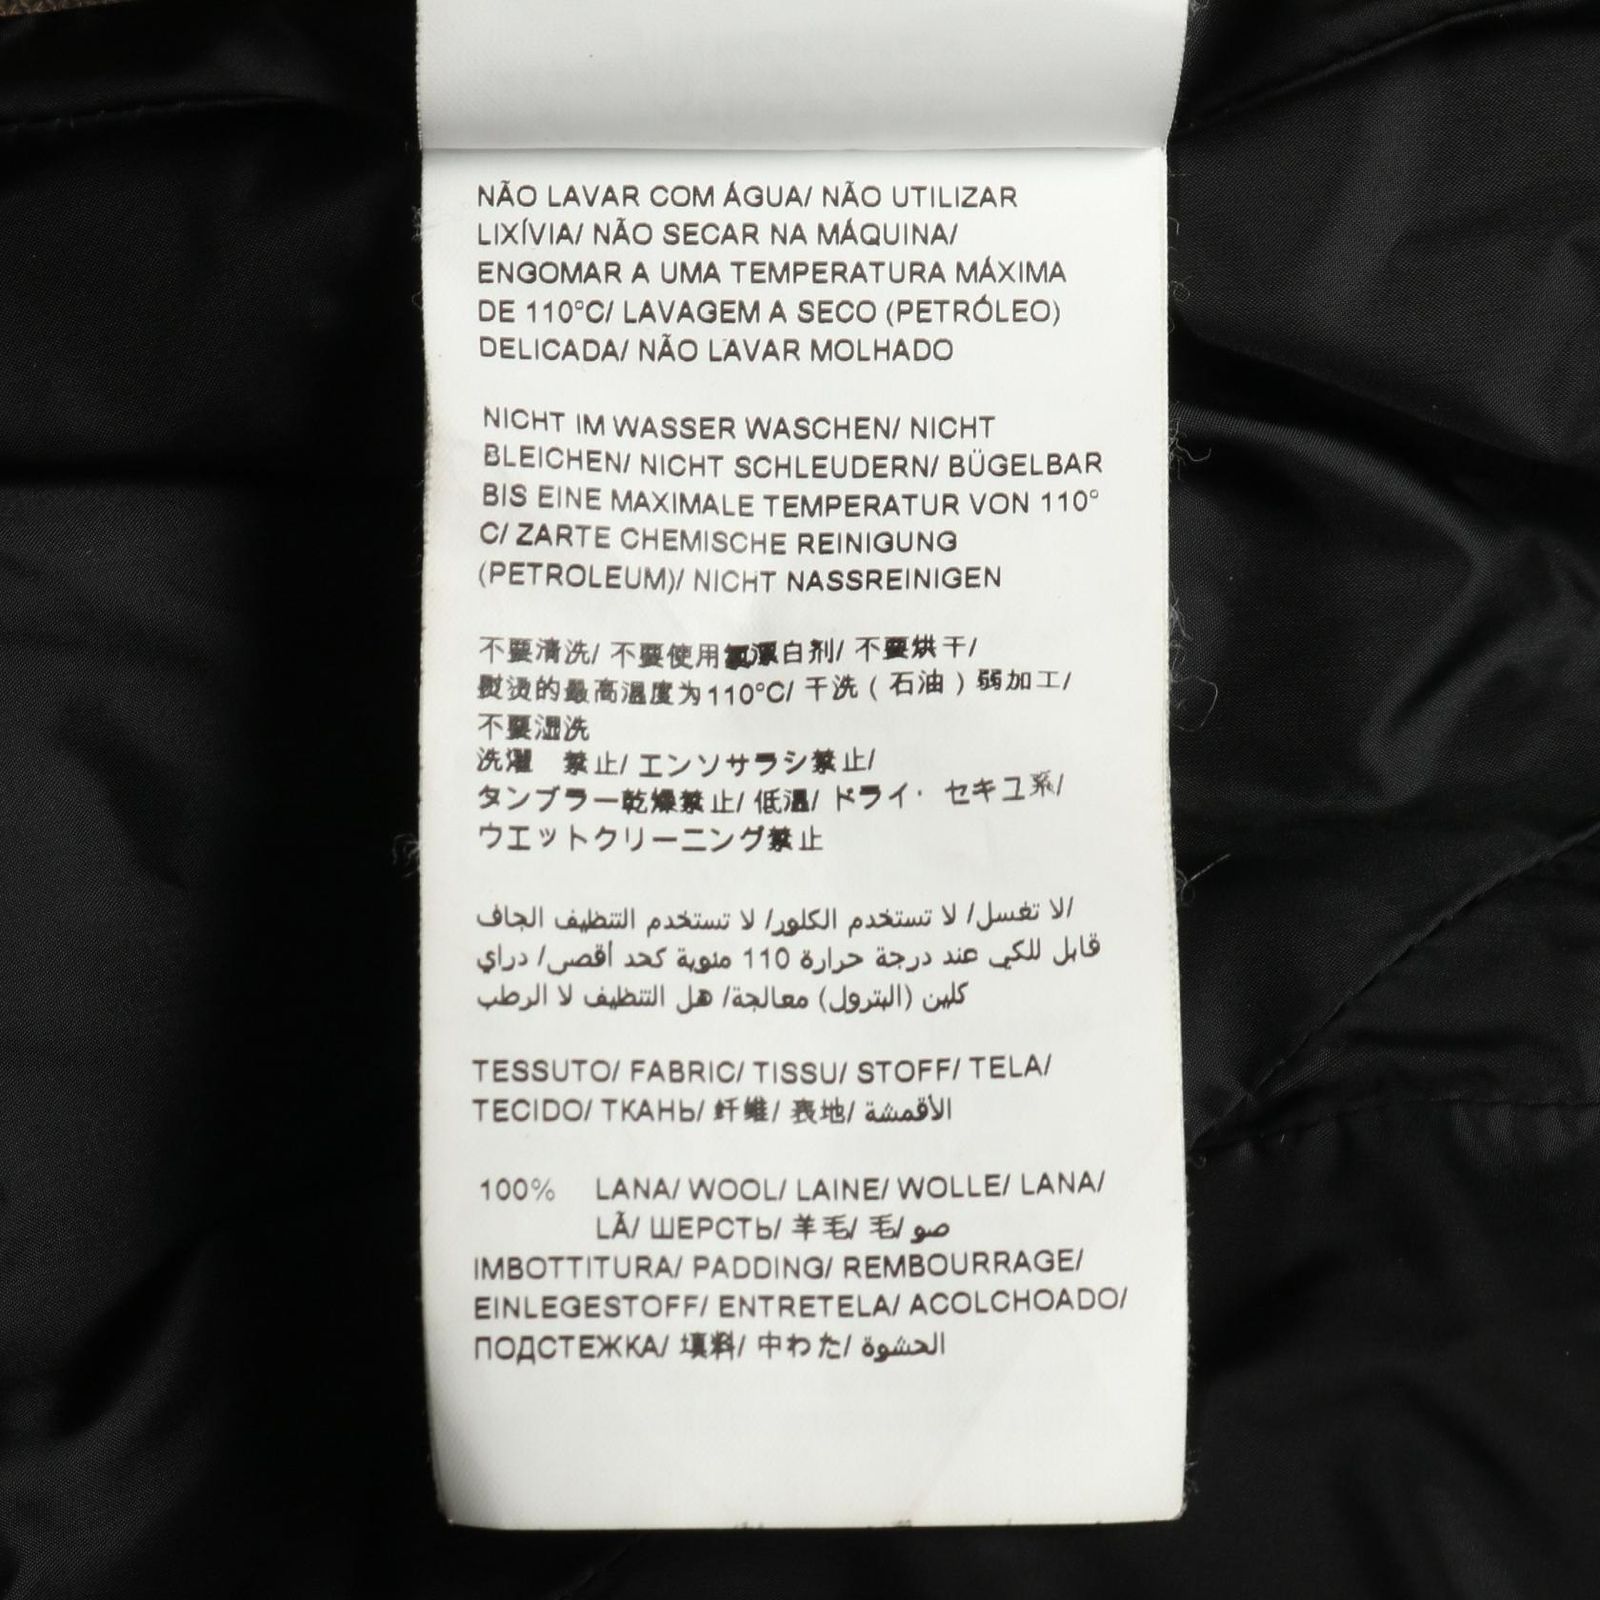 NÃO LAVAR COM ÁGUA/ NÃO UTILIZAR
LIXÍVIA/ NÃO SECAR NA MÁQUINA/
ENGOMAR A UMA TEMPERATURA MÁXIMA
DE 110°C/ LAVAGEM A SECO (PETRÓLEO)
DELICADA/ NÃO LAVAR MOLHADO
NICHT IM WASSER WASCHEN/ NICHT
BLEICHEN/ NICHT SCHLEUDERN/ BÜGELBAR
BIS EINE MAXIMALE TEMPERATUR VON 110°
C/ ZARTE CHEMISCHE REINIGUNG
(PETROLEUM)/ NICHT NASSREINIGEN
不要清洗/ 不要使用氯漂白剂/ 不要烘干/
熨烫的最高温度为110°C/ 干洗（石油）弱加工/
不要湿洗
洗濯　禁止/ エンソサラシ禁止/
タンブラー乾燥禁止/ 低温/ ドライ・セキユ系/
ウエットクリーニング禁止
لا تغسل/ لا تستخدم الكلور/ لا تستخدم التنظيف الجاف/
قابل للكي عند درجة حرارة 110 مئوية كحد أقصى/ دراي
كلين (البترول) معالجة/ هل التنظيف لا الرطب
TESSUTO/ FABRIC/ TISSU/ STOFF/ TELA/
TECIDO/ ТКАНЬ/ 纤维/ 表地/ الأقمشة
100% LANA/ WOOL/ LAINE/ WOLLE/ LANA/
LÃ/ ШЕРСТЬ/ 羊毛/ 毛/ صو
IMBOTTITURA/ PADDING/ REMBOURRAGE/
EINLEGESTOFF/ ENTRETELA/ ACOLCHOADO/
ПОДСТЕЖКА/ 填料/ 中わた/ الحشوة